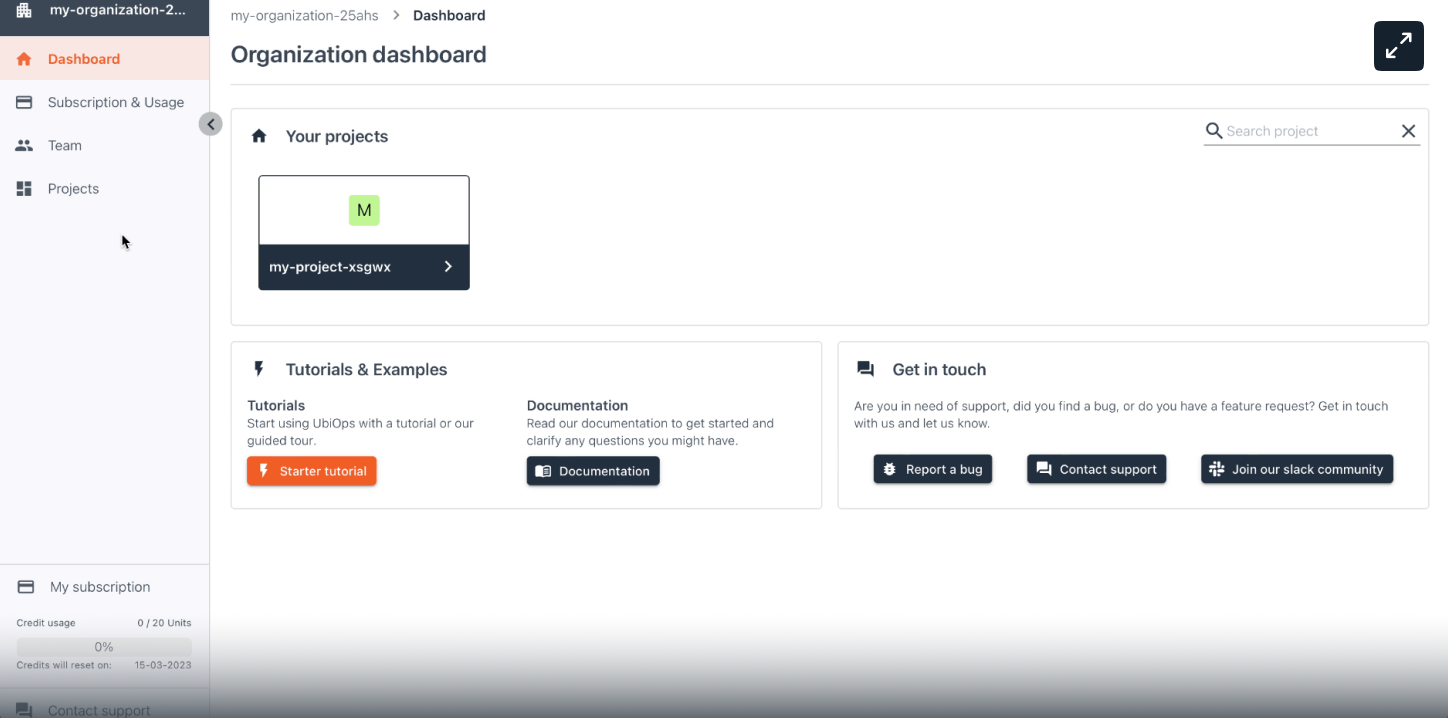 my-organization-2...
Dashboard
Subscription & Usage
Team
Projects
My subscription
Credit usage 0 / 20 Units
0%
Credits will reset on: 15-03-2023
Contact support
my-organization-25ahs > Dashboard
Organization dashboard
Your projects
Search project
M
my-project-xsgwx
Tutorials & Examples
Tutorials
Start using UbiOps with a tutorial or our
guided tour.
Starter tutorial
Documentation
Read our documentation to get started and
clarify any questions you might have.
Documentation
Get in touch
Are you in need of support, did you find a bug, or do you have a feature request? Get in touch
with us and let us know.
Report a bug
Contact support
Join our slack community